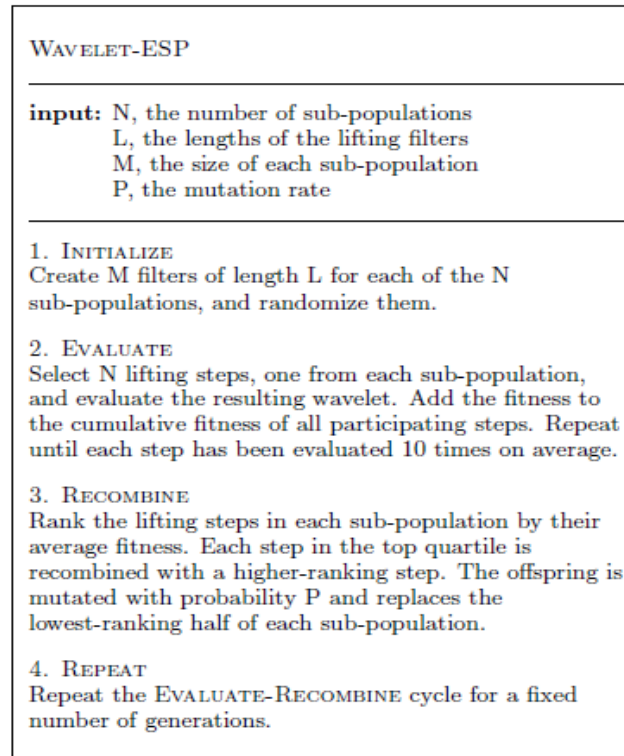 WAVELET-ESP
input: N, the number of sub-populations
L, the lengths of the lifting filters
M, the size of each sub-population
P, the mutation rate
1. INITIALIZE
Create M filters of length L for each of the N
sub-populations, and randomize them.
2. EVALUATE
Select N lifting steps, one from each sub-population,
and evaluate the resulting wavelet. Add the fitness to
the cumulative fitness of all participating steps. Repeat
until each step has been evaluated 10 times on average.
3. RECOMBINE
Rank the lifting steps in each sub-population by their
average fitness. Each step in the top quartile is
recombined with a higher-ranking step. The offspring is
mutated with probability P and replaces the
lowest-ranking half of each sub-population.
4. REPEAT
Repeat the EVALUATE-RECOMBINE cycle for a fixed
number of generations.